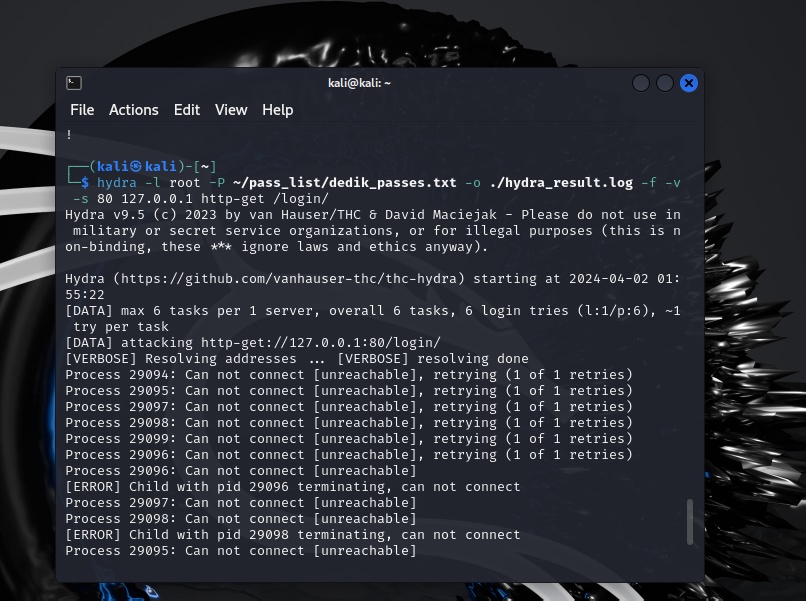 kali@kali: ~
File Actions Edit View Help
!
┌──(kali㉿kali)-[~]
└─$ hydra -l root -P ~/pass_list/dedik_passes.txt -o ./hydra_result.log -f -v
-s 80 127.0.0.1 http-get /login/
Hydra v9.5 (c) 2023 by van Hauser/THC & David Maciejak - Please do not use in
military or secret service organizations, or for illegal purposes (this is n
on-binding, these *** ignore laws and ethics anyway).
Hydra (https://github.com/vanhauser-thc/thc-hydra) starting at 2024-04-02 01:
55:22
[DATA] max 6 tasks per 1 server, overall 6 tasks, 6 login tries (l:1/p:6), ~1
try per task
[DATA] attacking http-get://127.0.0.1:80/login/
[VERBOSE] Resolving addresses ... [VERBOSE] resolving done
Process 29094: Can not connect [unreachable], retrying (1 of 1 retries)
Process 29095: Can not connect [unreachable], retrying (1 of 1 retries)
Process 29097: Can not connect [unreachable], retrying (1 of 1 retries)
Process 29098: Can not connect [unreachable], retrying (1 of 1 retries)
Process 29099: Can not connect [unreachable], retrying (1 of 1 retries)
Process 29096: Can not connect [unreachable], retrying (1 of 1 retries)
Process 29096: Can not connect [unreachable]
[ERROR] Child with pid 29096 terminating, can not connect
Process 29097: Can not connect [unreachable]
Process 29098: Can not connect [unreachable]
[ERROR] Child with pid 29098 terminating, can not connect
Process 29095: Can not connect [unreachable]